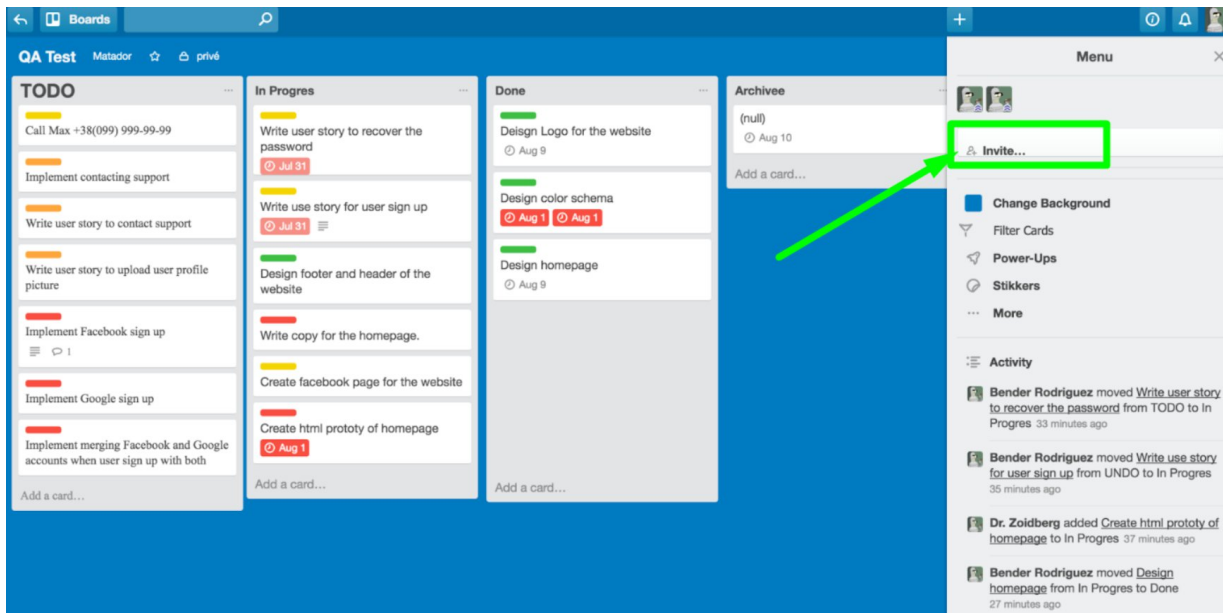 Boards
QA Test Matador privé
TODO
Call Max +38(099) 999-99-99
Implement contacting support
Write user story to contact support
Write user story to upload user profile
picture
Implement Facebook sign up
1
Implement Google sign up
Implement merging Facebook and Google
accounts when user sign up with both
Add a card...
In Progres
Write user story to recover the
password
Jul 31
Write use story for user sign up
Jul 31
Design footer and header of the
website
Write copy for the homepage.
Create facebook page for the website
Create html prototy of homepage
Aug 1
Add a card...
Done
Deisgn Logo for the website
Aug 9
Design color schema
Aug 1 Aug 1
Design homepage
Aug 9
Add a card...
Archivee
(null)
Aug 10
Add a card...
Menu
Invite...
Change Background
Filter Cards
Power-Ups
Stikkers
More
Activity
Bender Rodriguez moved Write user story
to recover the password from TODO to In
Progres 33 minutes ago
Bender Rodriguez moved Write use story
for user sign up from UNDO to In Progres
35 minutes ago
Dr. Zoidberg added Create html prototy of
homepage to In Progres 37 minutes ago
Bender Rodriguez moved Design
homepage from In Progres to Done
27 minutes ago